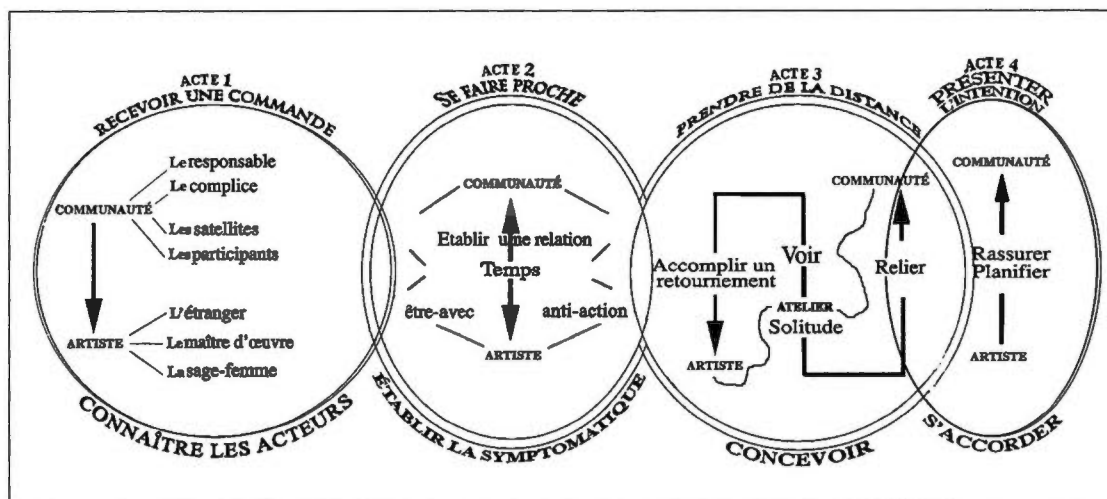 ACTE 1
RECEVOIR UNE COMMANDE
Le responsable
Le complice
COMMUNAUTÉ
Les satellites
Les participants
L'étranger
ARTISTE
Le maître d'œuvre
La sage-femme
CONNAÎTRE LES ACTEURS
ACTE 2
SE FAIRE PROCHE
COMMUNAUTÉ
Etablir une relation
Temps
être-avec
anti-action
ARTISTE
ÉTABLIR LA SYMPTOMATIQUE
ACTE 3
PRENDRE DE LA DISTANCE
COMMUNAUTÉ
Voir
Accomplir un
retournement
Relier
ATELIER
Solitude
ARTISTE
CONCEVOIR
ACTE 4
PRÉSENTER
L'INTENTION
COMMUNAUTÉ
Rassurer
Planifier
ARTISTE
S'ACCORDER